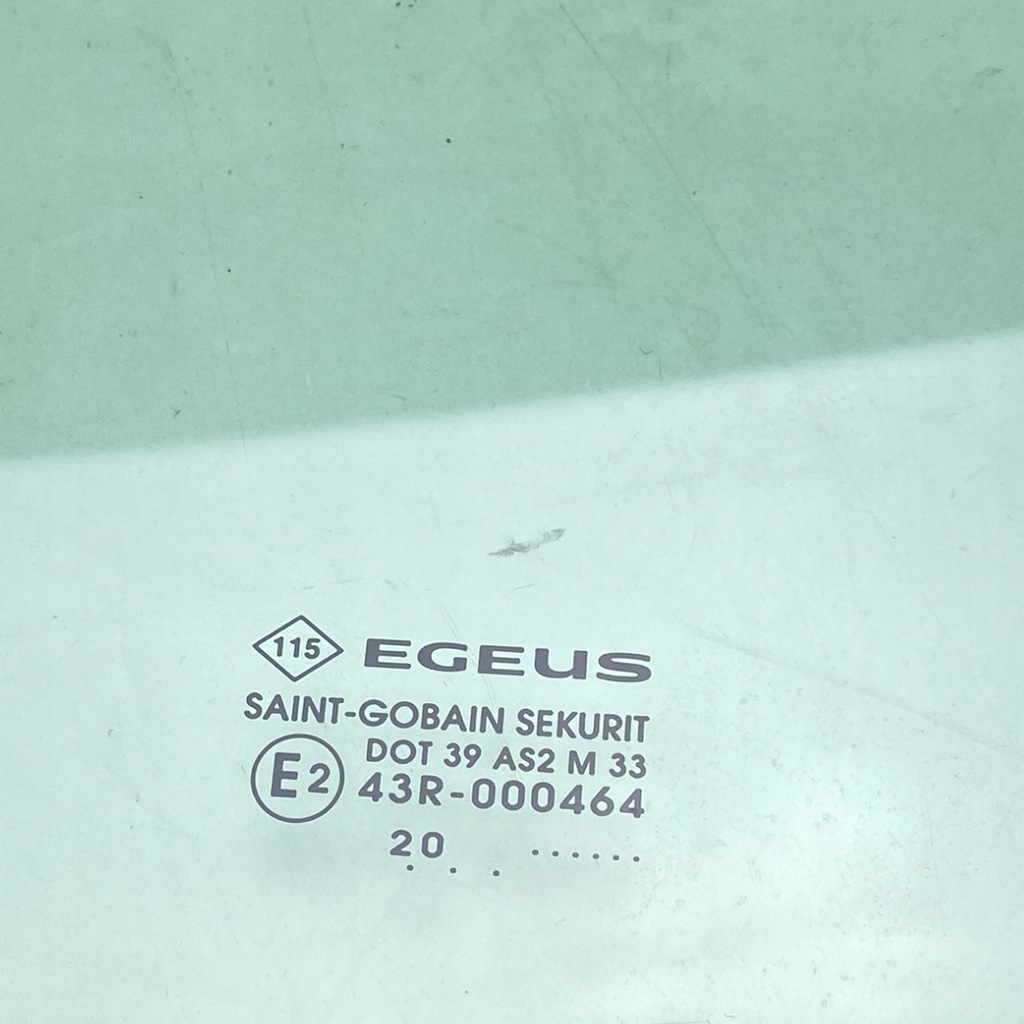 115 EGEUS
SAINT-GOBAIN SEKURIT
DOT 39 AS2 M 33
E2 43R-000464
20 ......
. . .